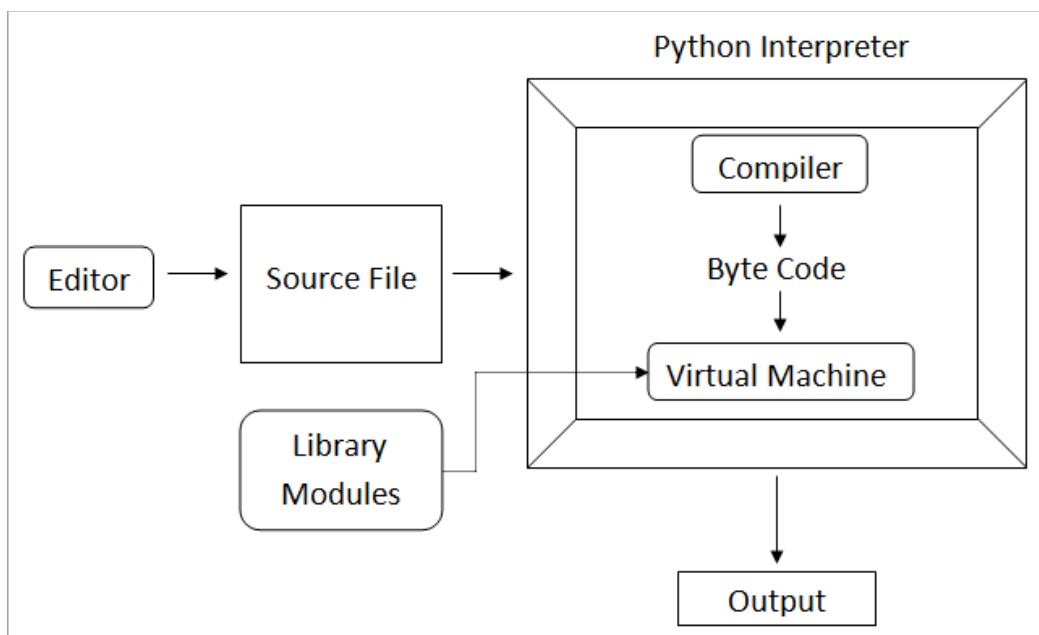 Python Interpreter
Compiler
Editor
Source File
Byte Code
Virtual Machine
Library
Modules
Output